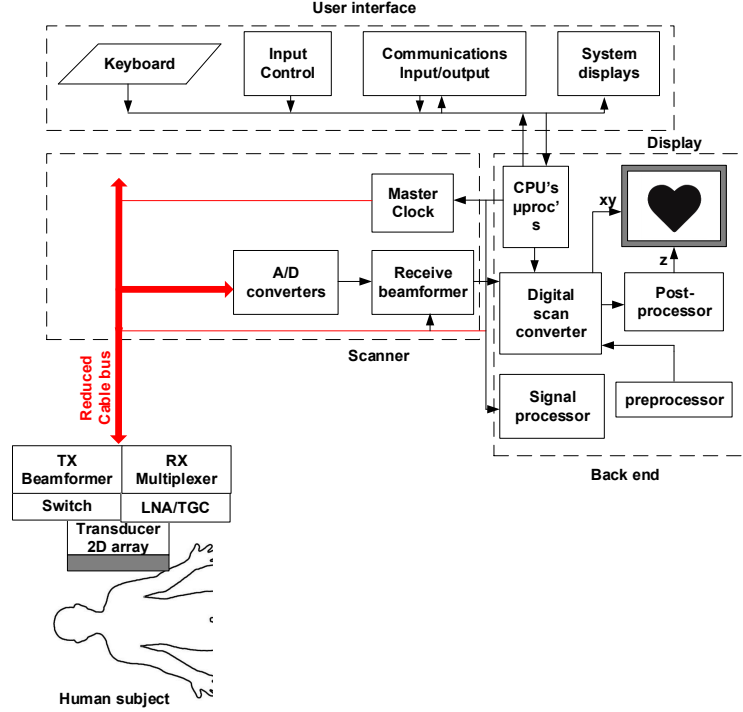 User interface
Keyboard
Input
Control
Communications
Input/output
System
displays
Display
Master
Clock
CPU's
µproc'
s
xy
A/D
converters
Receive
beamformer
Digital
scan
converter
z
Post-
processor
Scanner
Reduced
Cable bus
Signal
processor
preprocessor
Back end
TX
Beamformer
RX
Multiplexer
Switch
LNA/TGC
Transducer
2D array
Human subject